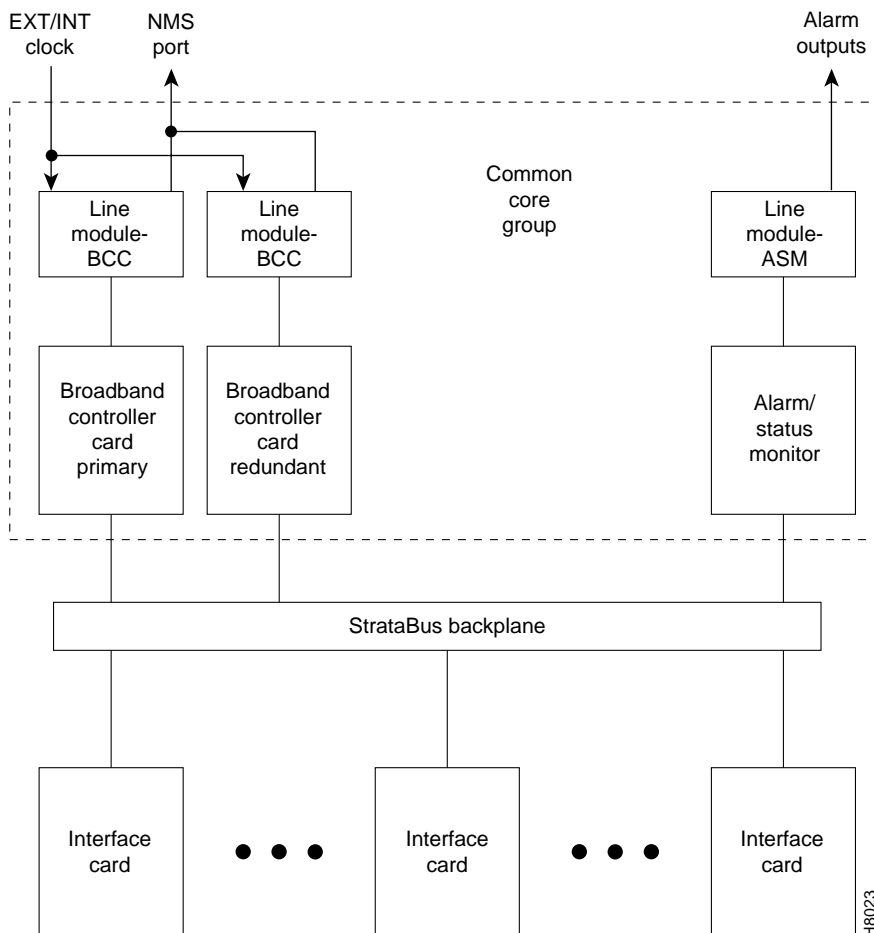 EXT/INT
clock
NMS
port
Alarm
outputs
Common
core
group
Line
module-
BCC
Line
module-
BCC
Line
module-
ASM
Broadband
controller
card
primary
Broadband
controller
card
redundant
Alarm/
status
monitor
StrataBus backplane
Interface
card
Interface
card
Interface
card
H8023